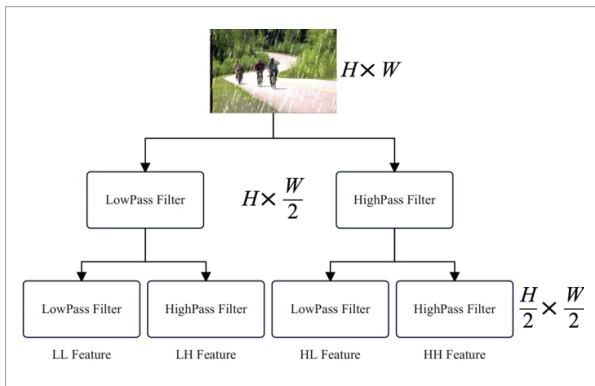 H × W
LowPass Filter
H × W/2
HighPass Filter
LowPass Filter
HighPass Filter
LowPass Filter
HighPass Filter
H/2 × W/2
LL Feature
LH Feature
HL Feature
HH Feature